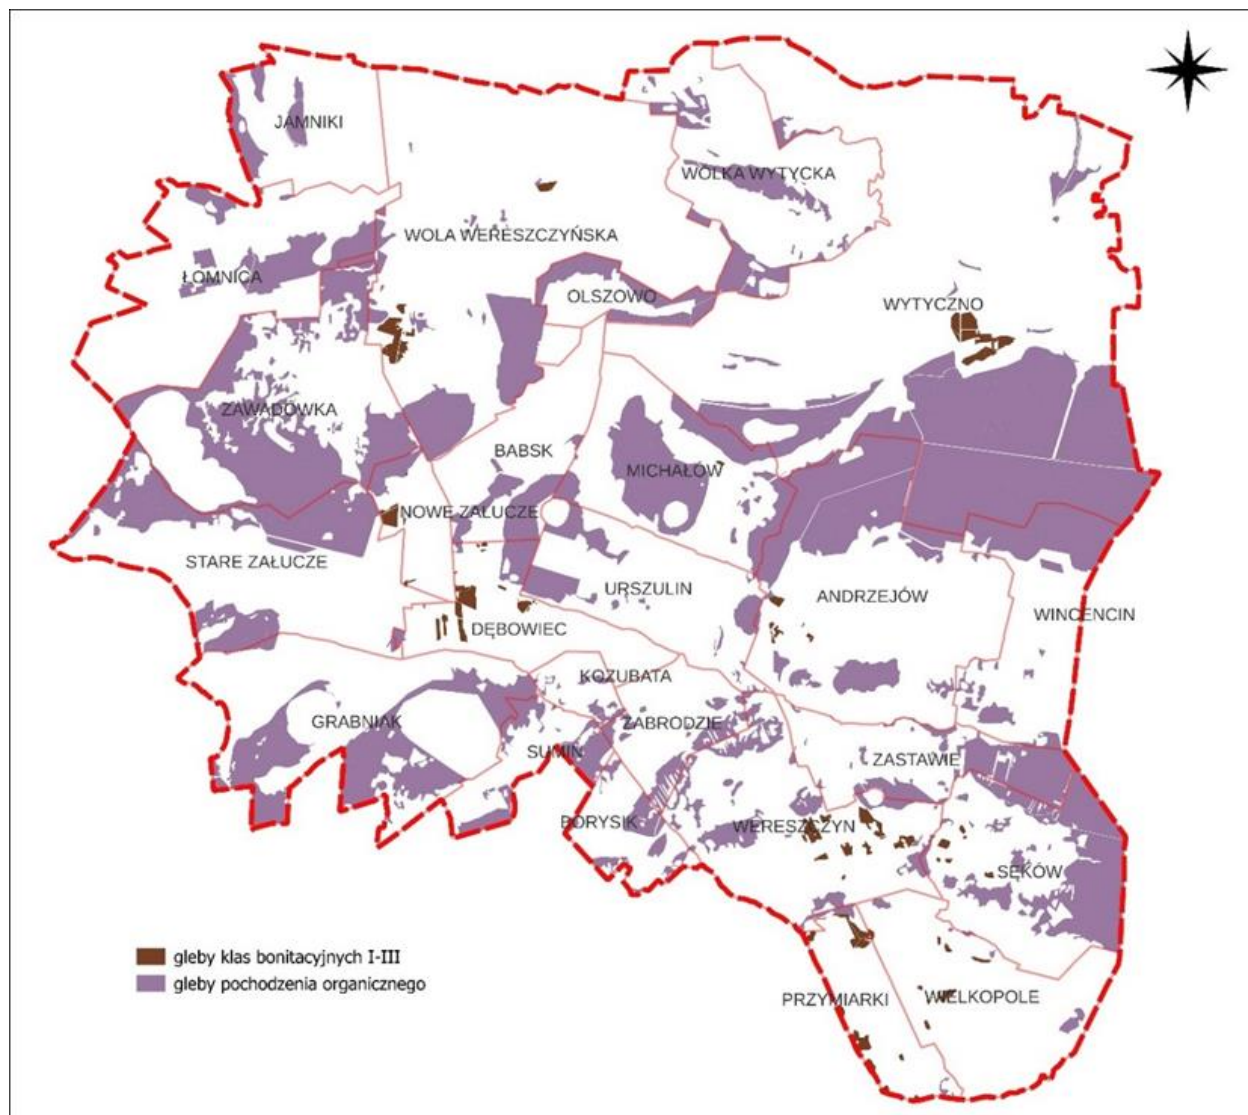 JAMNIKI
WÓLKA WYTYCKA
WOLA WERESZCZYŃSKA
ŁOMNICA
OLSZOWO
WYTYCZNO
ZAWADÓWKA
BABSK
MICHAŁÓW
NOWE ZAŁUCZE
STARE ZAŁUCZE
URSZULIN
ANDRZEJÓW
WINCENCIN
DĘBOWIEC
KOZUBATA
GRABNIAK
ZABRODZIE
SUMIN
ZASTAWIE
BORYSIK
WERESZCZYN
SĘKÓW
gleby klas bonitacyjnych I-III
gleby pochodzenia organicznego
PRZYMIARKI
WIELKOPOLE